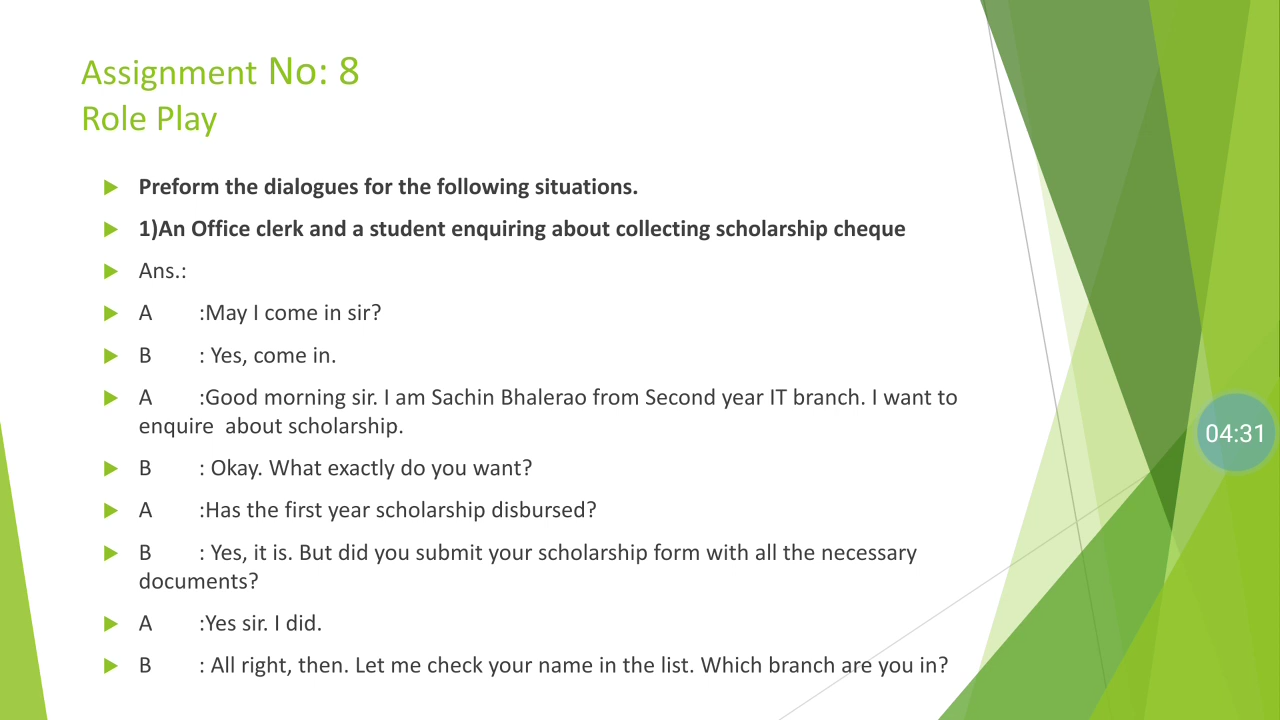 Assignment No: 8
Role Play
Preform the dialogues for the following situations.
1)An Office clerk and a student enquiring about collecting scholarship cheque
Ans.:
A :May I come in sir?
B : Yes, come in.
A :Good morning sir. I am Sachin Bhalerao from Second year IT branch. I want to
enquire about scholarship.
B : Okay. What exactly do you want?
A :Has the first year scholarship disbursed?
B : Yes, it is. But did you submit your scholarship form with all the necessary
documents?
A :Yes sir. I did.
B : All right, then. Let me check your name in the list. Which branch are you in?
04:31